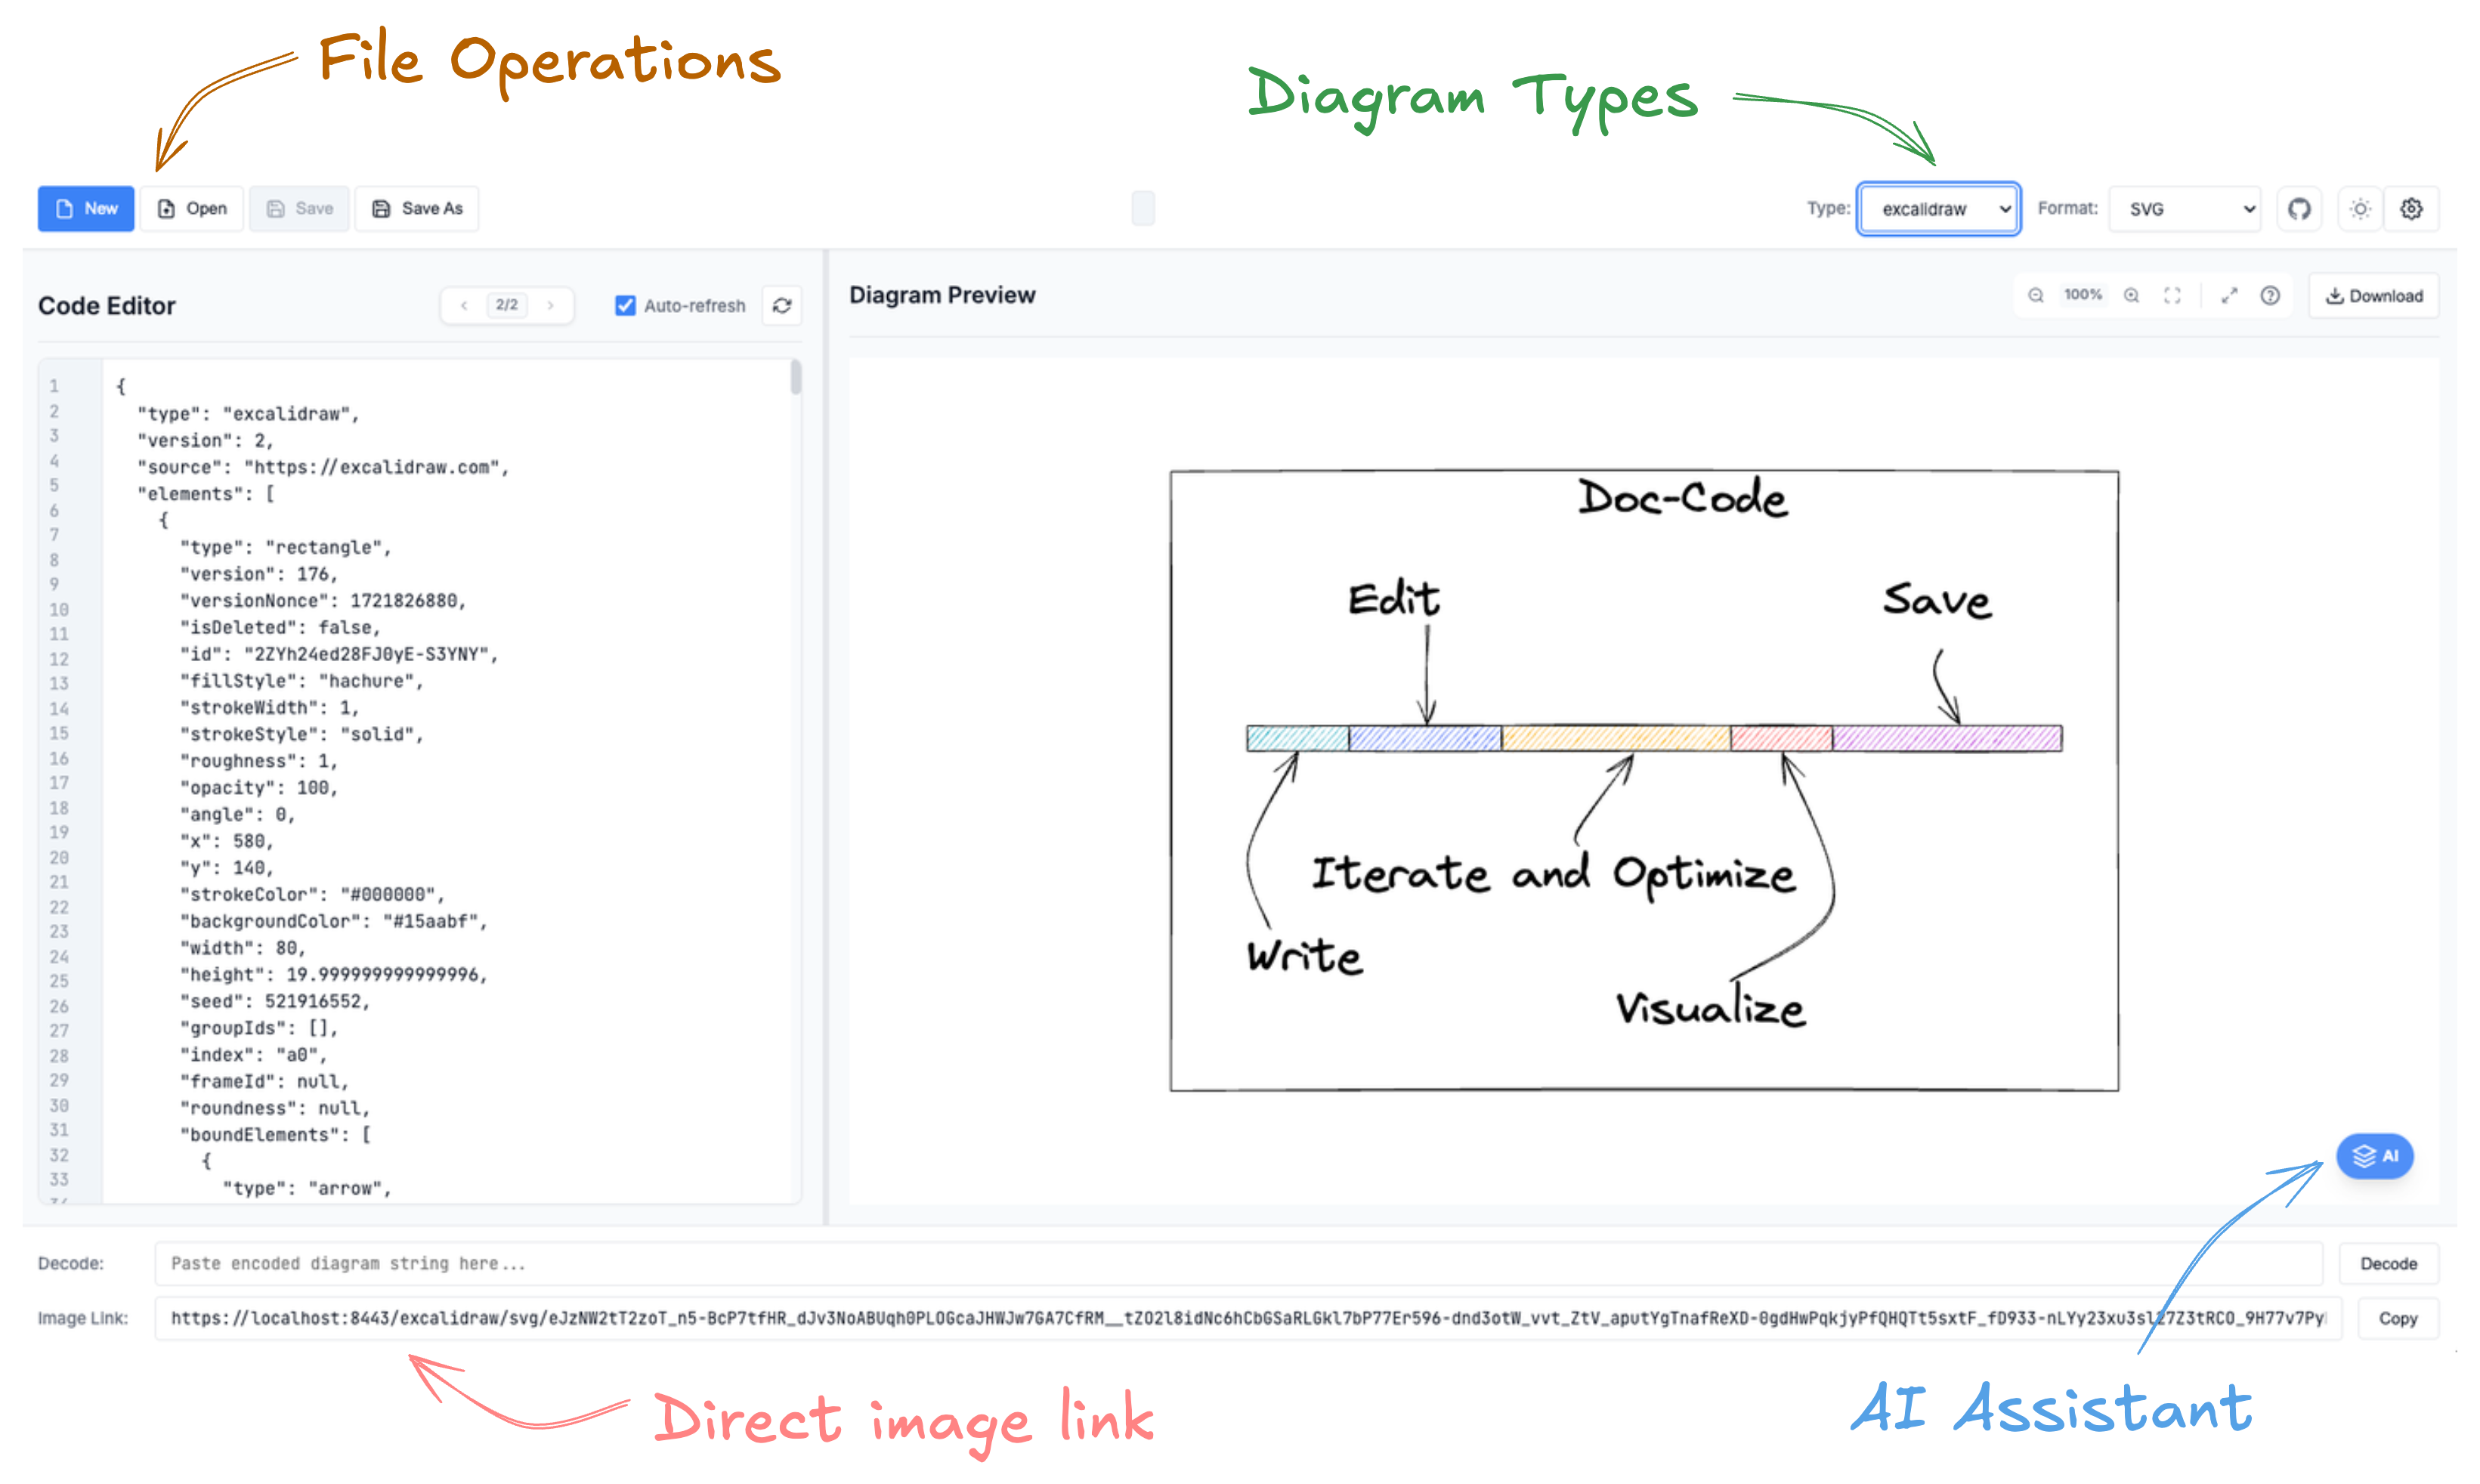 File Operations
Diagram Types
New
Open
Save
Save As
Type:
excalidraw
Format:
SVG
Code Editor
2/2
Auto-refresh
Diagram Preview
100%
Download
1 {
2 "type": "excalidraw",
3 "version": 2,
4 "source": "https://excalidraw.com",
5 "elements": [
6 {
7 "type": "rectangle",
8 "version": 176,
9 "versionNonce": 1721826880,
10 "isDeleted": false,
11 "id": "2ZYh24ed28FJ0yE-S3YNY",
12 "fillStyle": "hachure",
13 "strokeWidth": 1,
14 "strokeStyle": "solid",
15 "roughness": 1,
16 "opacity": 100,
17 "angle": 0,
18 "x": 580,
19 "y": 140,
20 "strokeColor": "#000000",
21 "backgroundColor": "#15aabf",
22 "width": 80,
23 "height": 19.999999999999996,
24 "seed": 521916552,
25 "groupIds": [],
26 "index": "a0",
27 "frameId": null,
28 "roundness": null,
29 "boundElements": [
30 {
31 "type": "arrow",
32
33
Doc-Code
Edit
Save
Iterate and Optimize
Write
Visualize
AI
Decode:
Paste encoded diagram string here...
Decode
Image Link:
https://localhost:8443/excalidraw/svg/eJzNW2tT2zoT_n5-BcP7tfHR_dJv3NoABUqh0PLOGcaJHWJw7GA7CfRM__tZO2l8idNc6hCbGSaRLGkl7bP77Er596-dnd3otW_vvt_ZtV_aputYgTnafReXD-0gdHwPqkjyPfQHQTt5sxtF_fD933-nLYy23xu3sl27Z3tRCO_9H77v7Py
Copy
Direct image link
AI Assistant